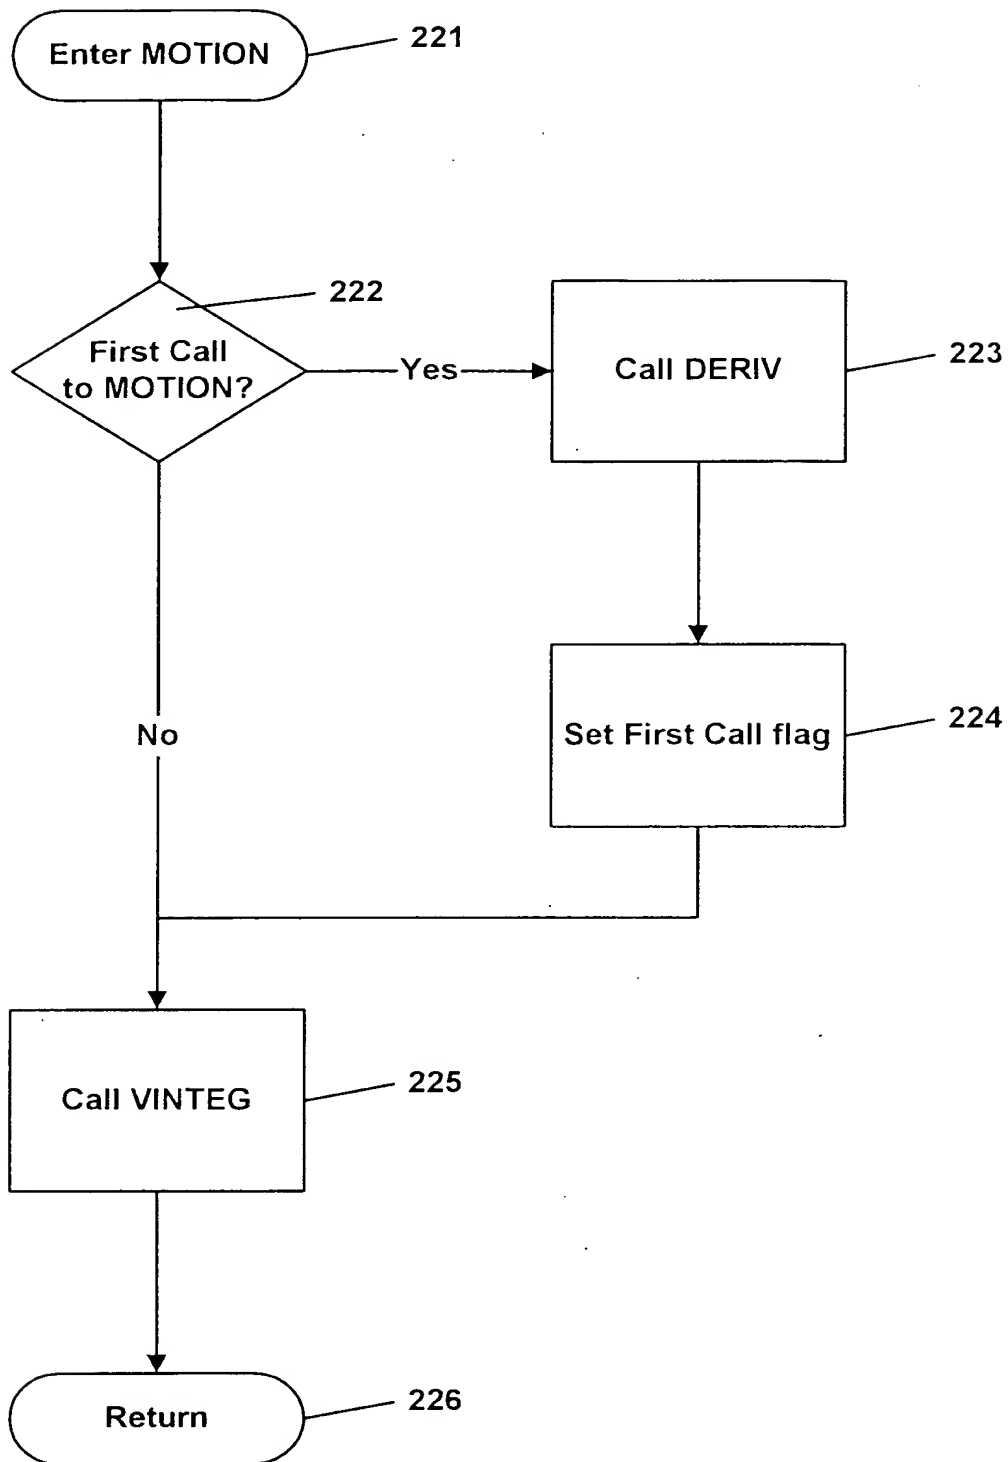 Enter MOTION
221
222
First Call
to MOTION?
Yes
Call DERIV
223
Set First Call flag
224
No
Call VINTEG
225
Return
226